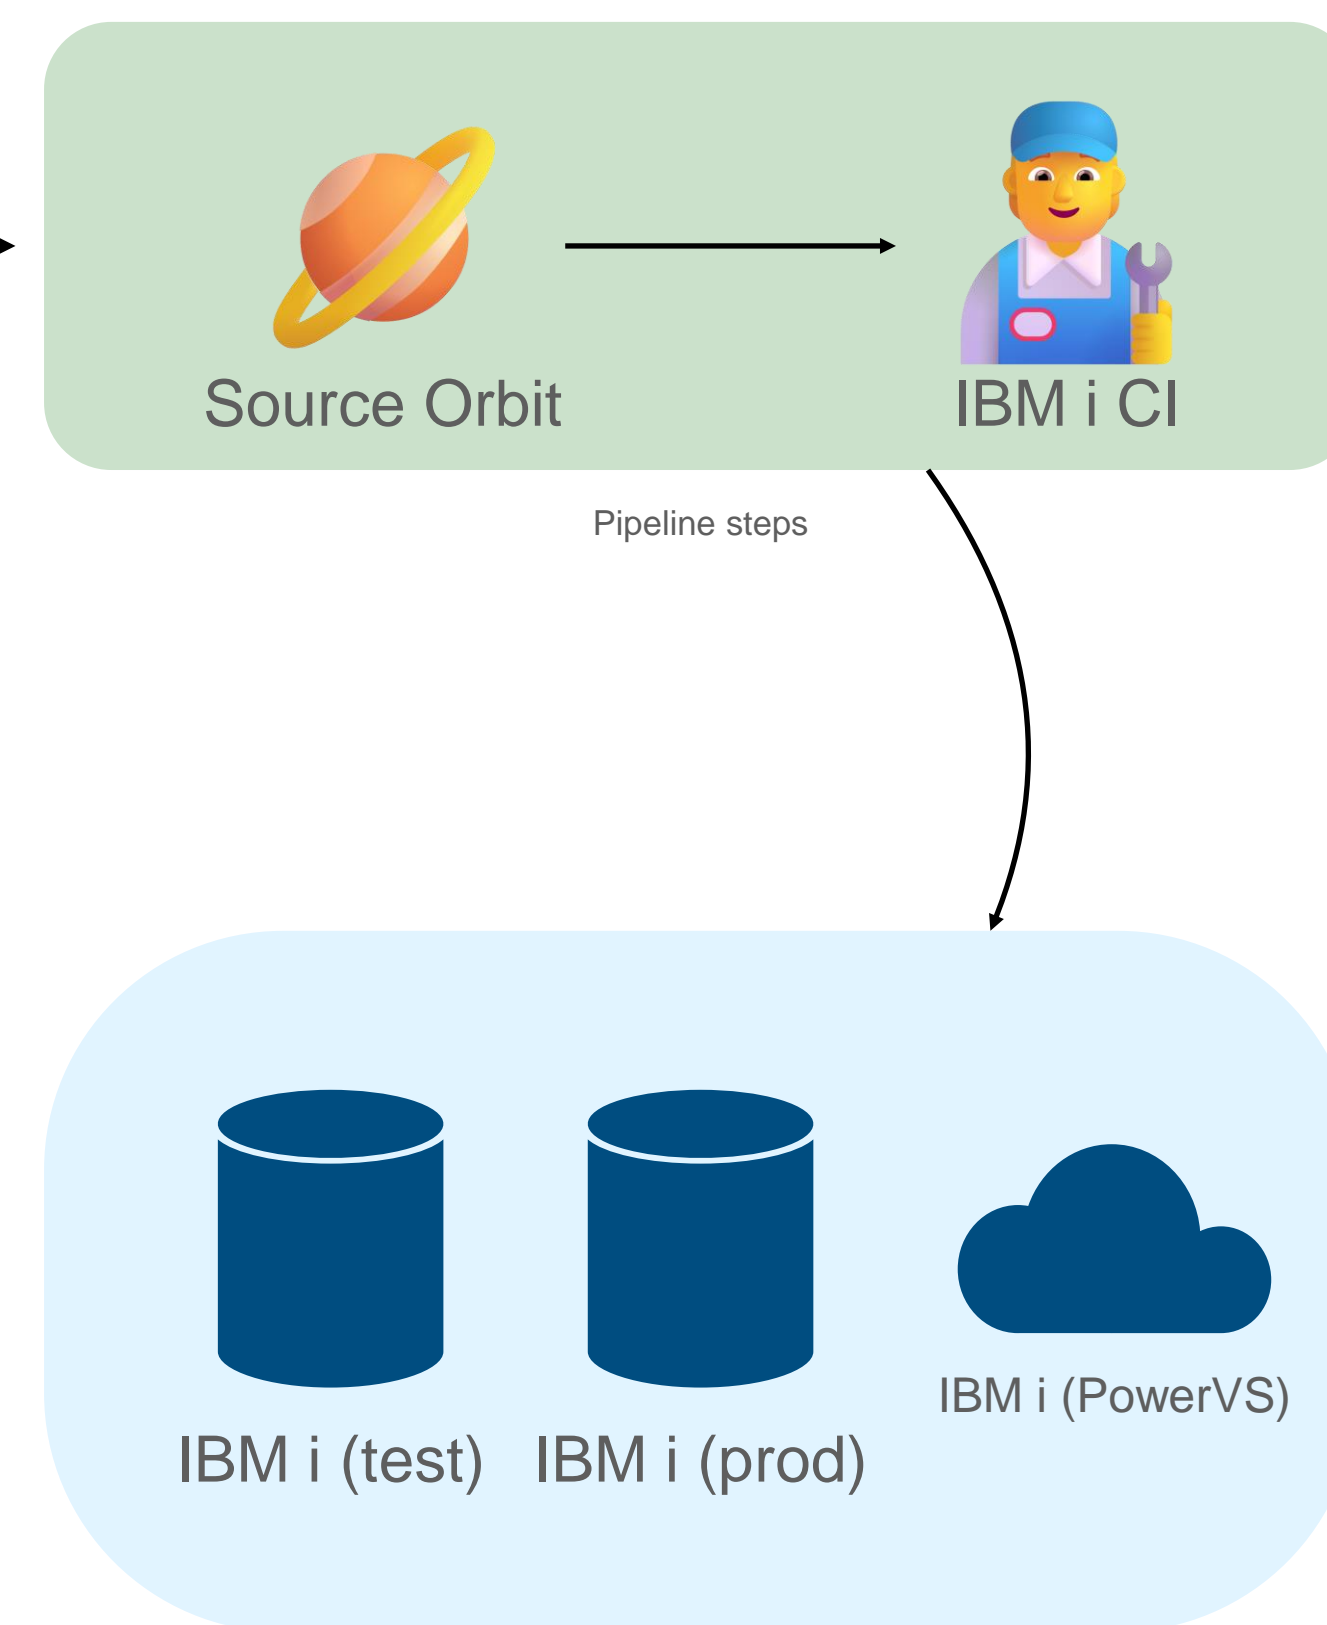 Source Orbit
IBM i CI
Pipeline steps
IBM i (test)
IBM i (prod)
IBM i (PowerVS)